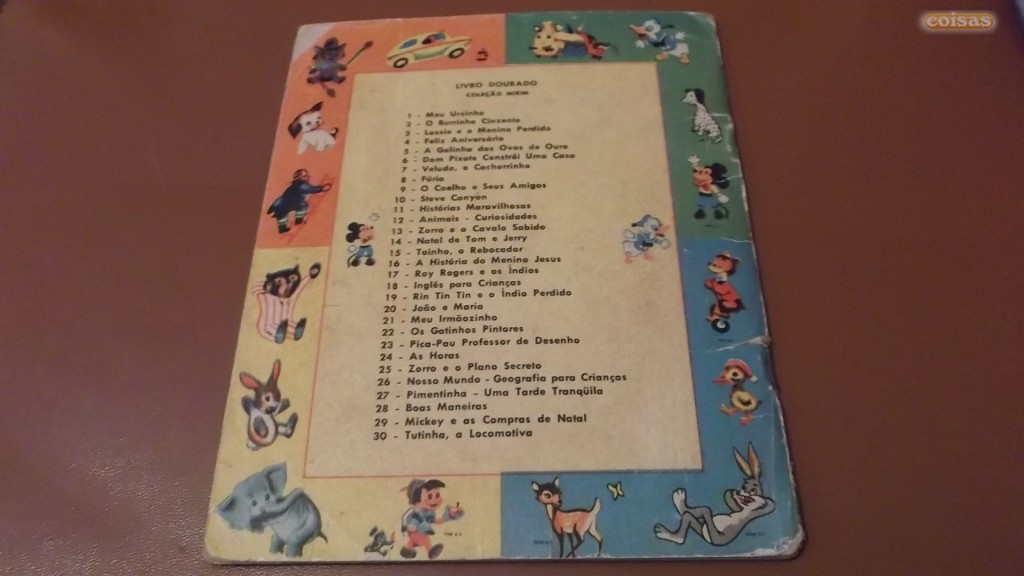 coisas
LIVRO DOURADO
COLEÇÃO MIRIM
1 - Meu Ursinho
2 - O Burrinho Cinzento
3 - Lassie e o Menino Perdido
4 - Feliz Aniversário
5 - A Galinha dos Ovos de Ouro
6 - Dom Pixote Constrói Uma Casa
7 - Veludo, o Cachorrinho
8 - Fúria
9 - O Coelho e Seus Amigos
10 - Steve Canyon
11 - Histórias Maravilhosas
12 - Animais - Curiosidades
13 - Zorro e o Cavalo Sabido
14 - Natal de Tom e Jerry
15 - Toinho, o Rebocador
16 - A História do Menino Jesus
17 - Roy Rogers e os Índios
18 - Inglês para Crianças
19 - Rin Tin Tin e o Índio Perdido
20 - João e Maria
21 - Meu Irmãozinho
22 - Os Gatinhos Pintores
23 - Pica-Pau Professor de Desenho
24 - As Horas
25 - Zorro e o Plano Secreto
26 - Nosso Mundo - Geografia para Crianças
27 - Pimentinha - Uma Tarde Tranqüila
28 - Boas Maneiras
29 - Mickey e as Compras de Natal
30 - Tutinha, a Locomotiva